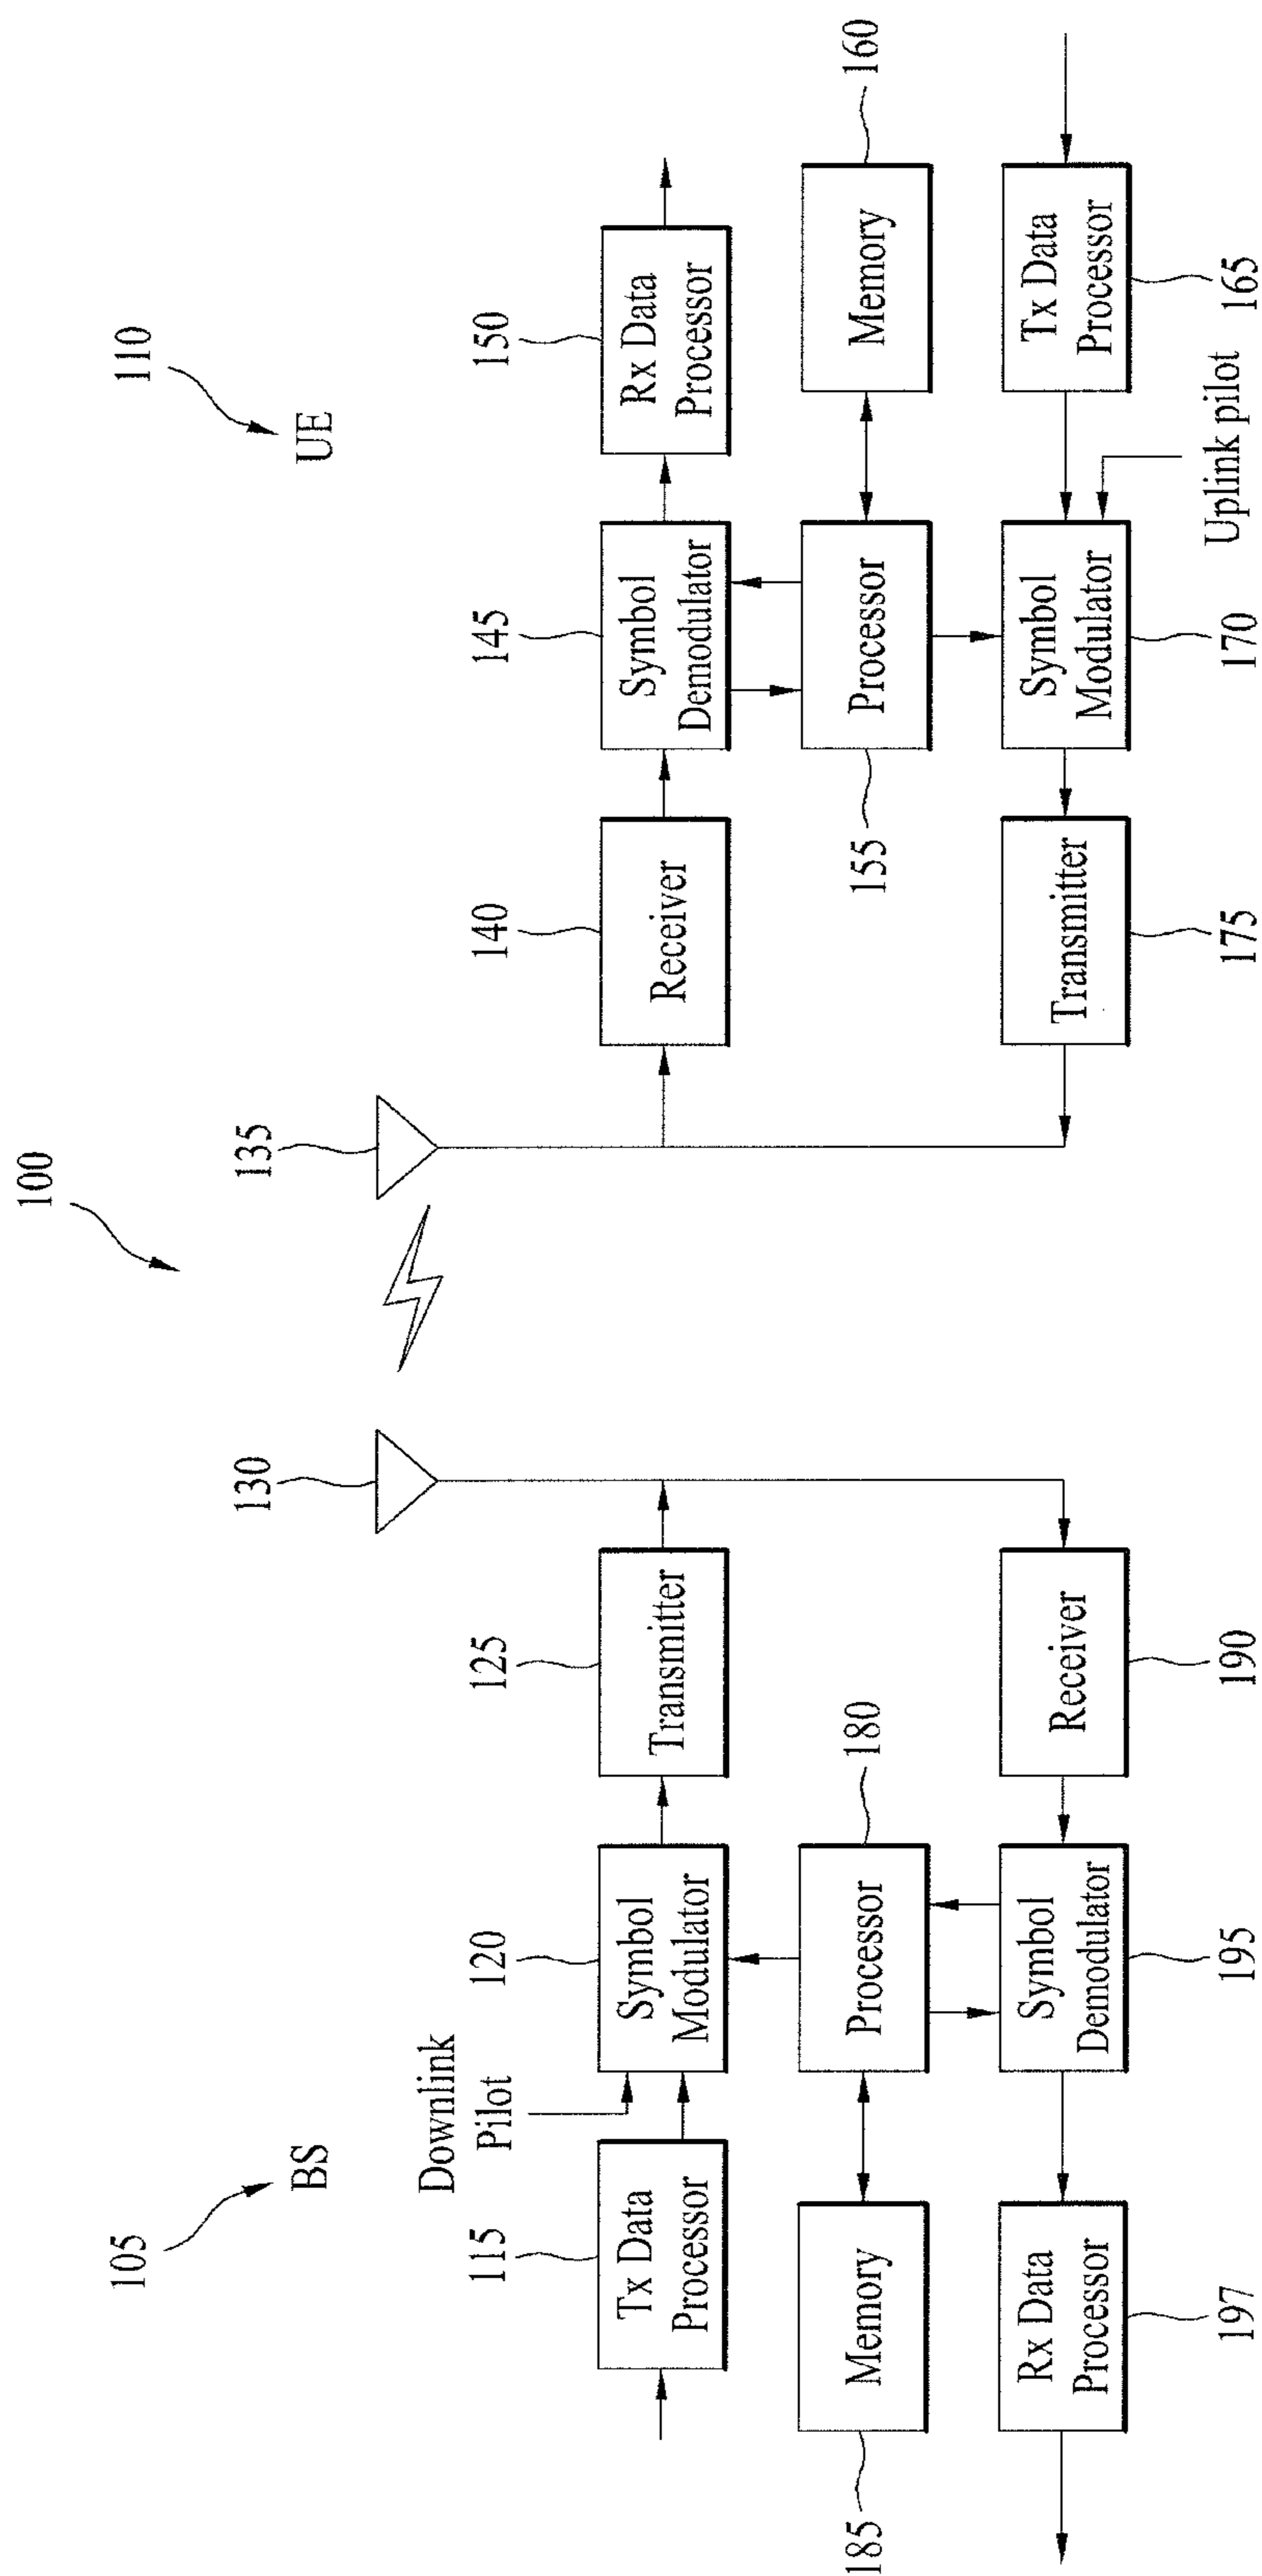 100
105
BS
110
UE
130
135
Downlink
Pilot
115
Tx Data
Processor
120
Symbol
Modulator
125
Transmitter
140
Receiver
145
Symbol
Demodulator
150
Rx Data
Processor
185
Memory
180
Processor
155
Processor
160
Memory
197
Rx Data
Processor
195
Symbol
Demodulator
190
Receiver
175
Transmitter
170
Symbol
Modulator
Uplink pilot
165
Tx Data
Processor